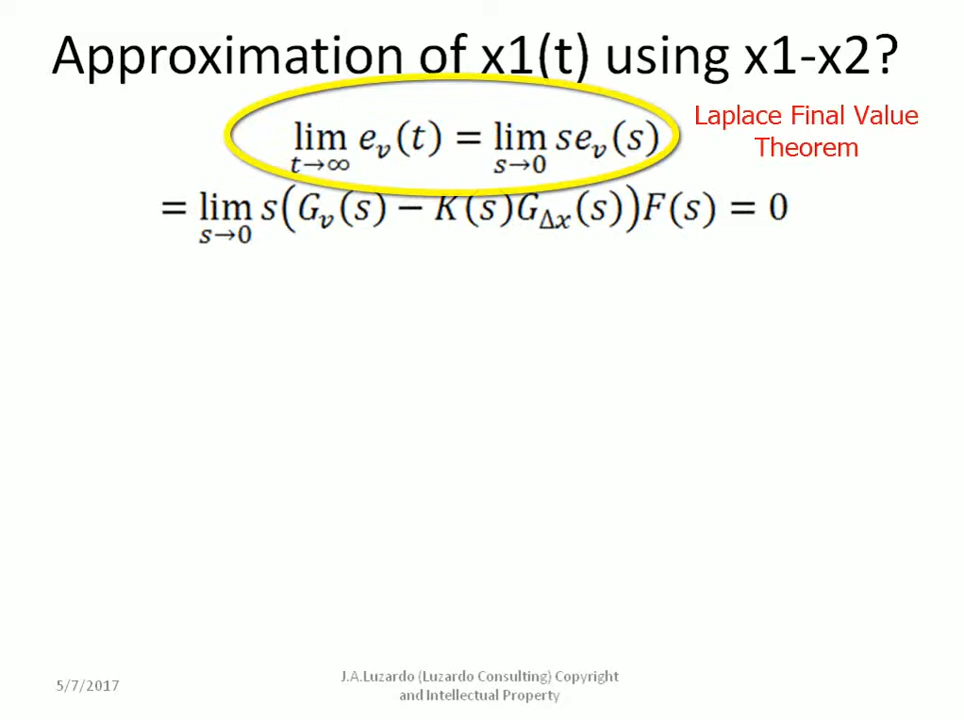 Approximation of x1(t) using x1-x2?
lim t→∞ e_v(t) = lim s→0 se_v(s)
Laplace Final Value
Theorem
= lim s→0 s(G_v(s) − K(s)G_Δx(s))F(s) = 0
5/7/2017
J.A.Luzardo (Luzardo Consulting) Copyright
and Intellectual Property